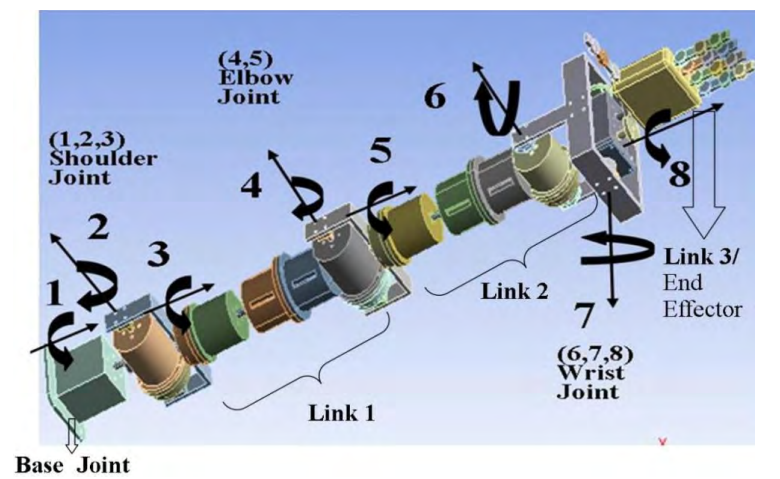 (4,5)
Elbow
Joint
6
(1,2,3)
Shoulder
Joint
5
4
8
2
3
1
Link 3/
End
Effector
Link 2
7
(6,7,8)
Wrist
Joint
Link 1
Base Joint